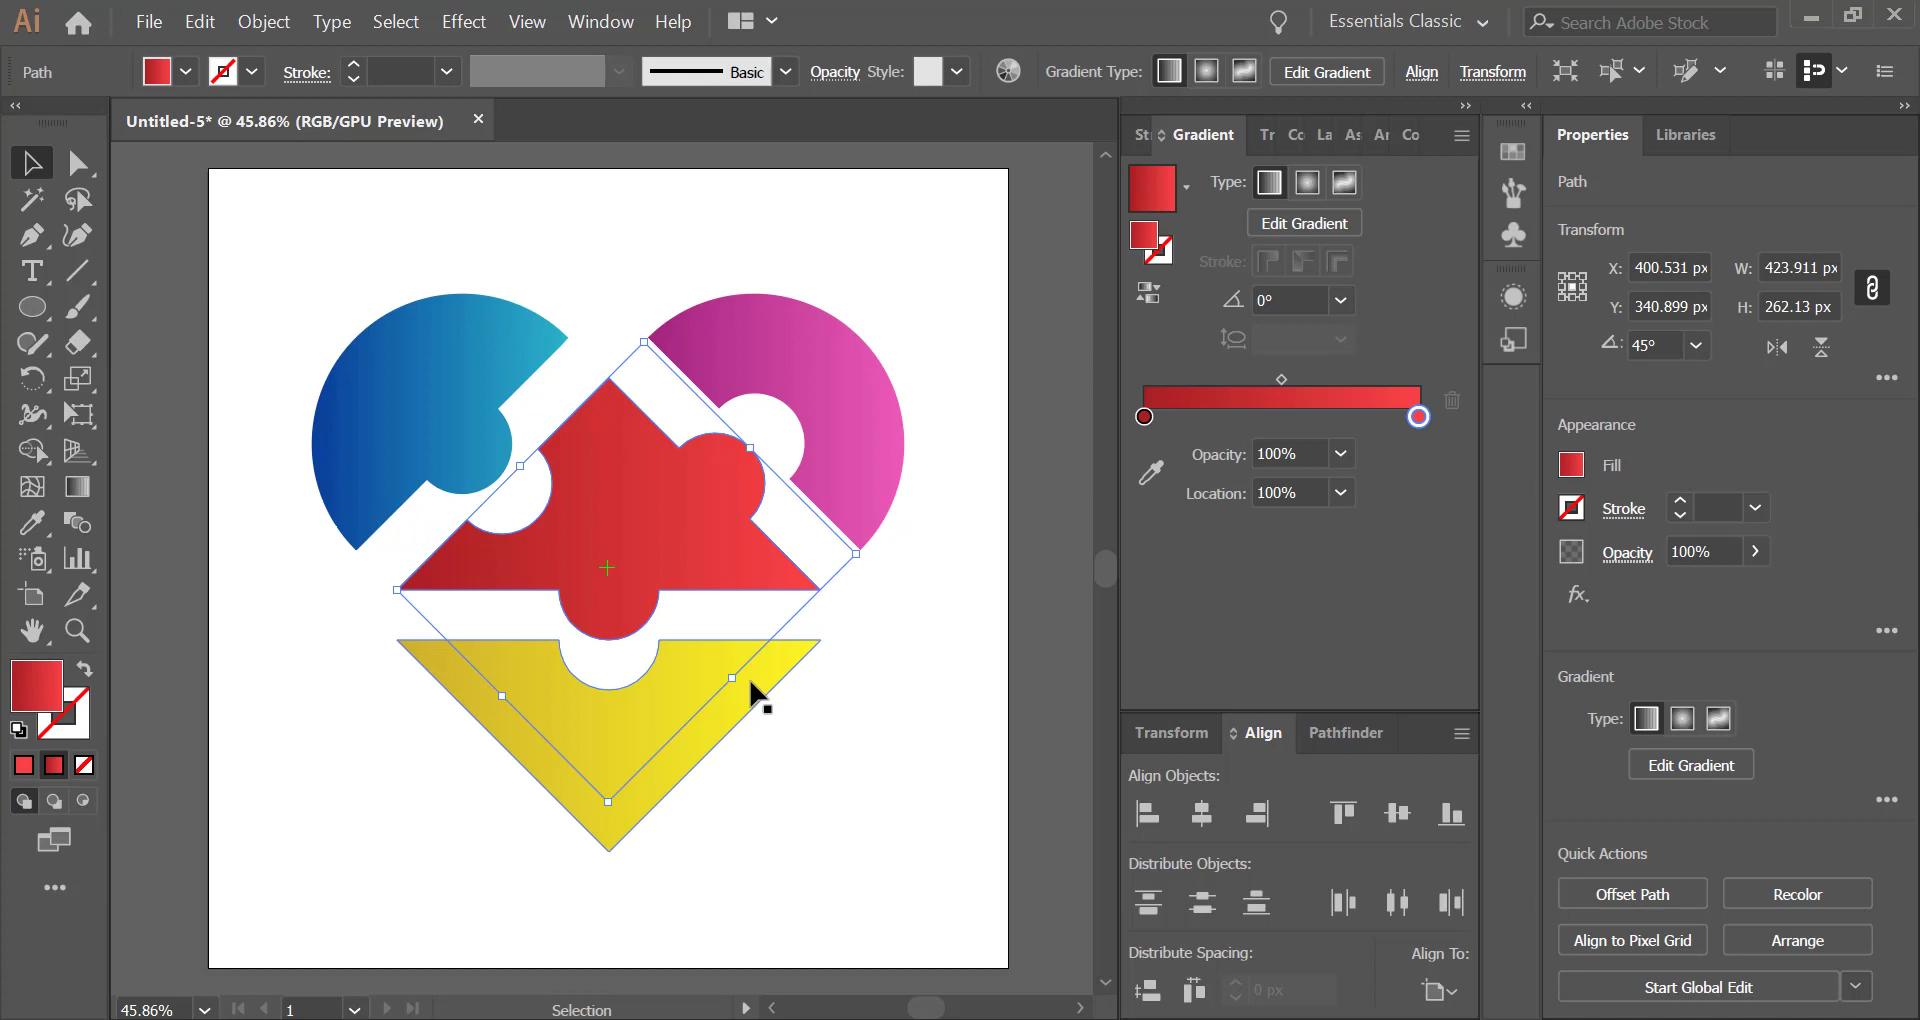 Ai File Edit Object Type Select Effect View Window Help Essentials Classic Search Adobe Stock
Path Stroke: Basic Opacity Style: Gradient Type: Edit Gradient Align Transform
Untitled-5* @ 45.86% (RGB/GPU Preview)
Gradient Tr Co La As Ar Co
Type:
Edit Gradient
Stroke:
0°
Opacity: 100%
Location: 100%
Transform Align Pathfinder
Align Objects:
Distribute Objects:
Distribute Spacing: Align To:
0 px
Properties Libraries
Path
Transform
X: 400.531 px W: 423.911 px
Y: 340.899 px H: 262.13 px
45°
Appearance
Fill
Stroke
Opacity 100%
fx.
Gradient
Type:
Edit Gradient
Quick Actions
Offset Path Recolor
Align to Pixel Grid Arrange
Start Global Edit
45.86% 1 Selection